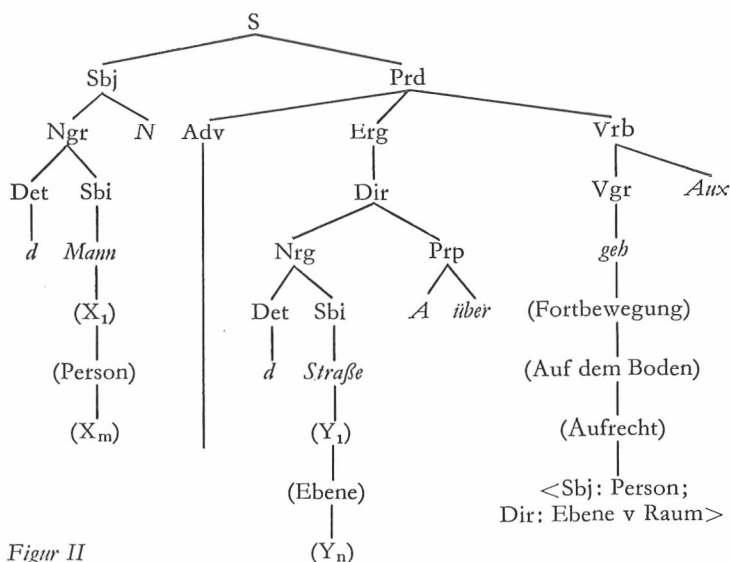 S
Sbj Prd
Ngr N Adv Erg Vrb
Det Sbi Dir Vgr Aux
d Mann Nrg Prp geh
(X₁) Det Sbi A über (Fortbewegung)
(Person) d Straße (Auf dem Boden)
(Xₘ) (Y₁) (Aufrecht)
(Ebene) <Sbj: Person;
Dir: Ebene v Raum>
Figur II (Yₙ)